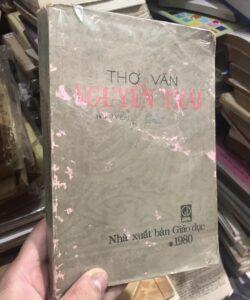 THƠ VĂN
NGUYỄN TRÃI
Nhà xuất bản Giáo dục
1980